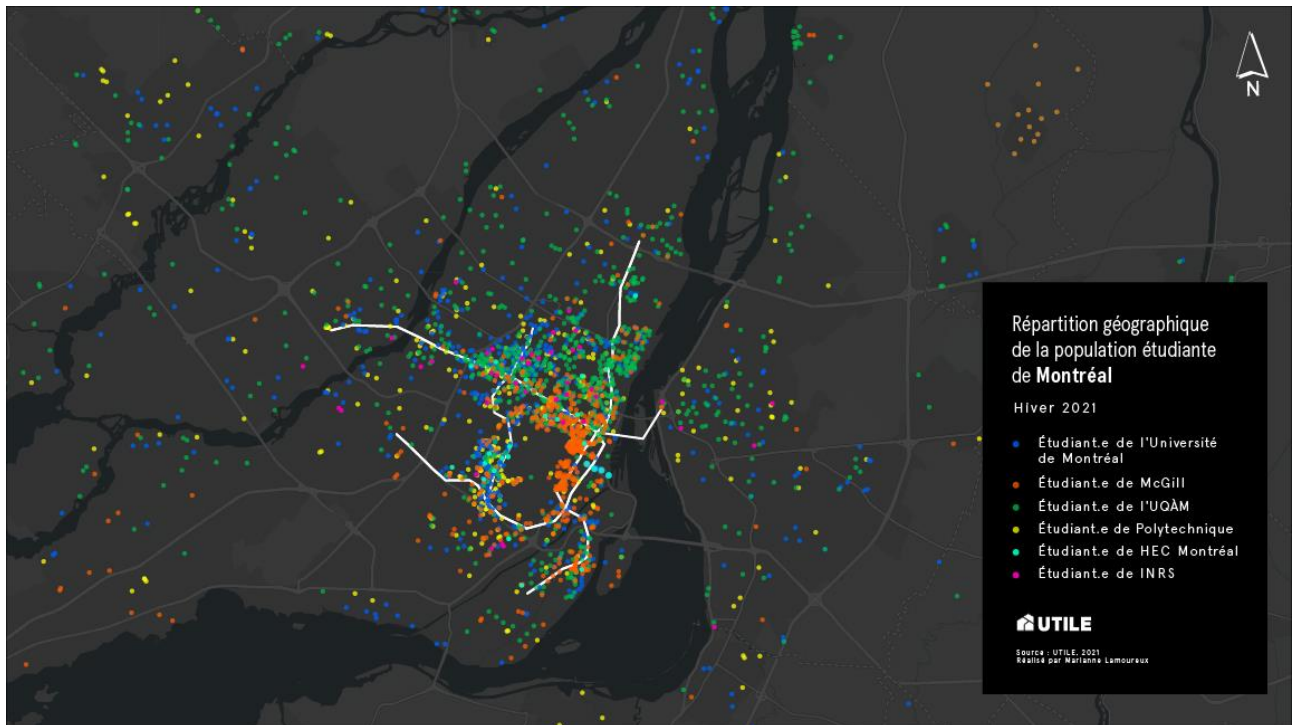 N
Répartition géographique
de la population étudiante
de Montréal
Hiver 2021
Étudiant.e de l'Université
de Montréal
Étudiant.e de McGill
Étudiant.e de l'UQÀM
Étudiant.e de Polytechnique
Étudiant.e de HEC Montréal
Étudiant.e de INRS
UTILE
Source : UTILE, 2021
Réalisé par Marianne Lamoureux